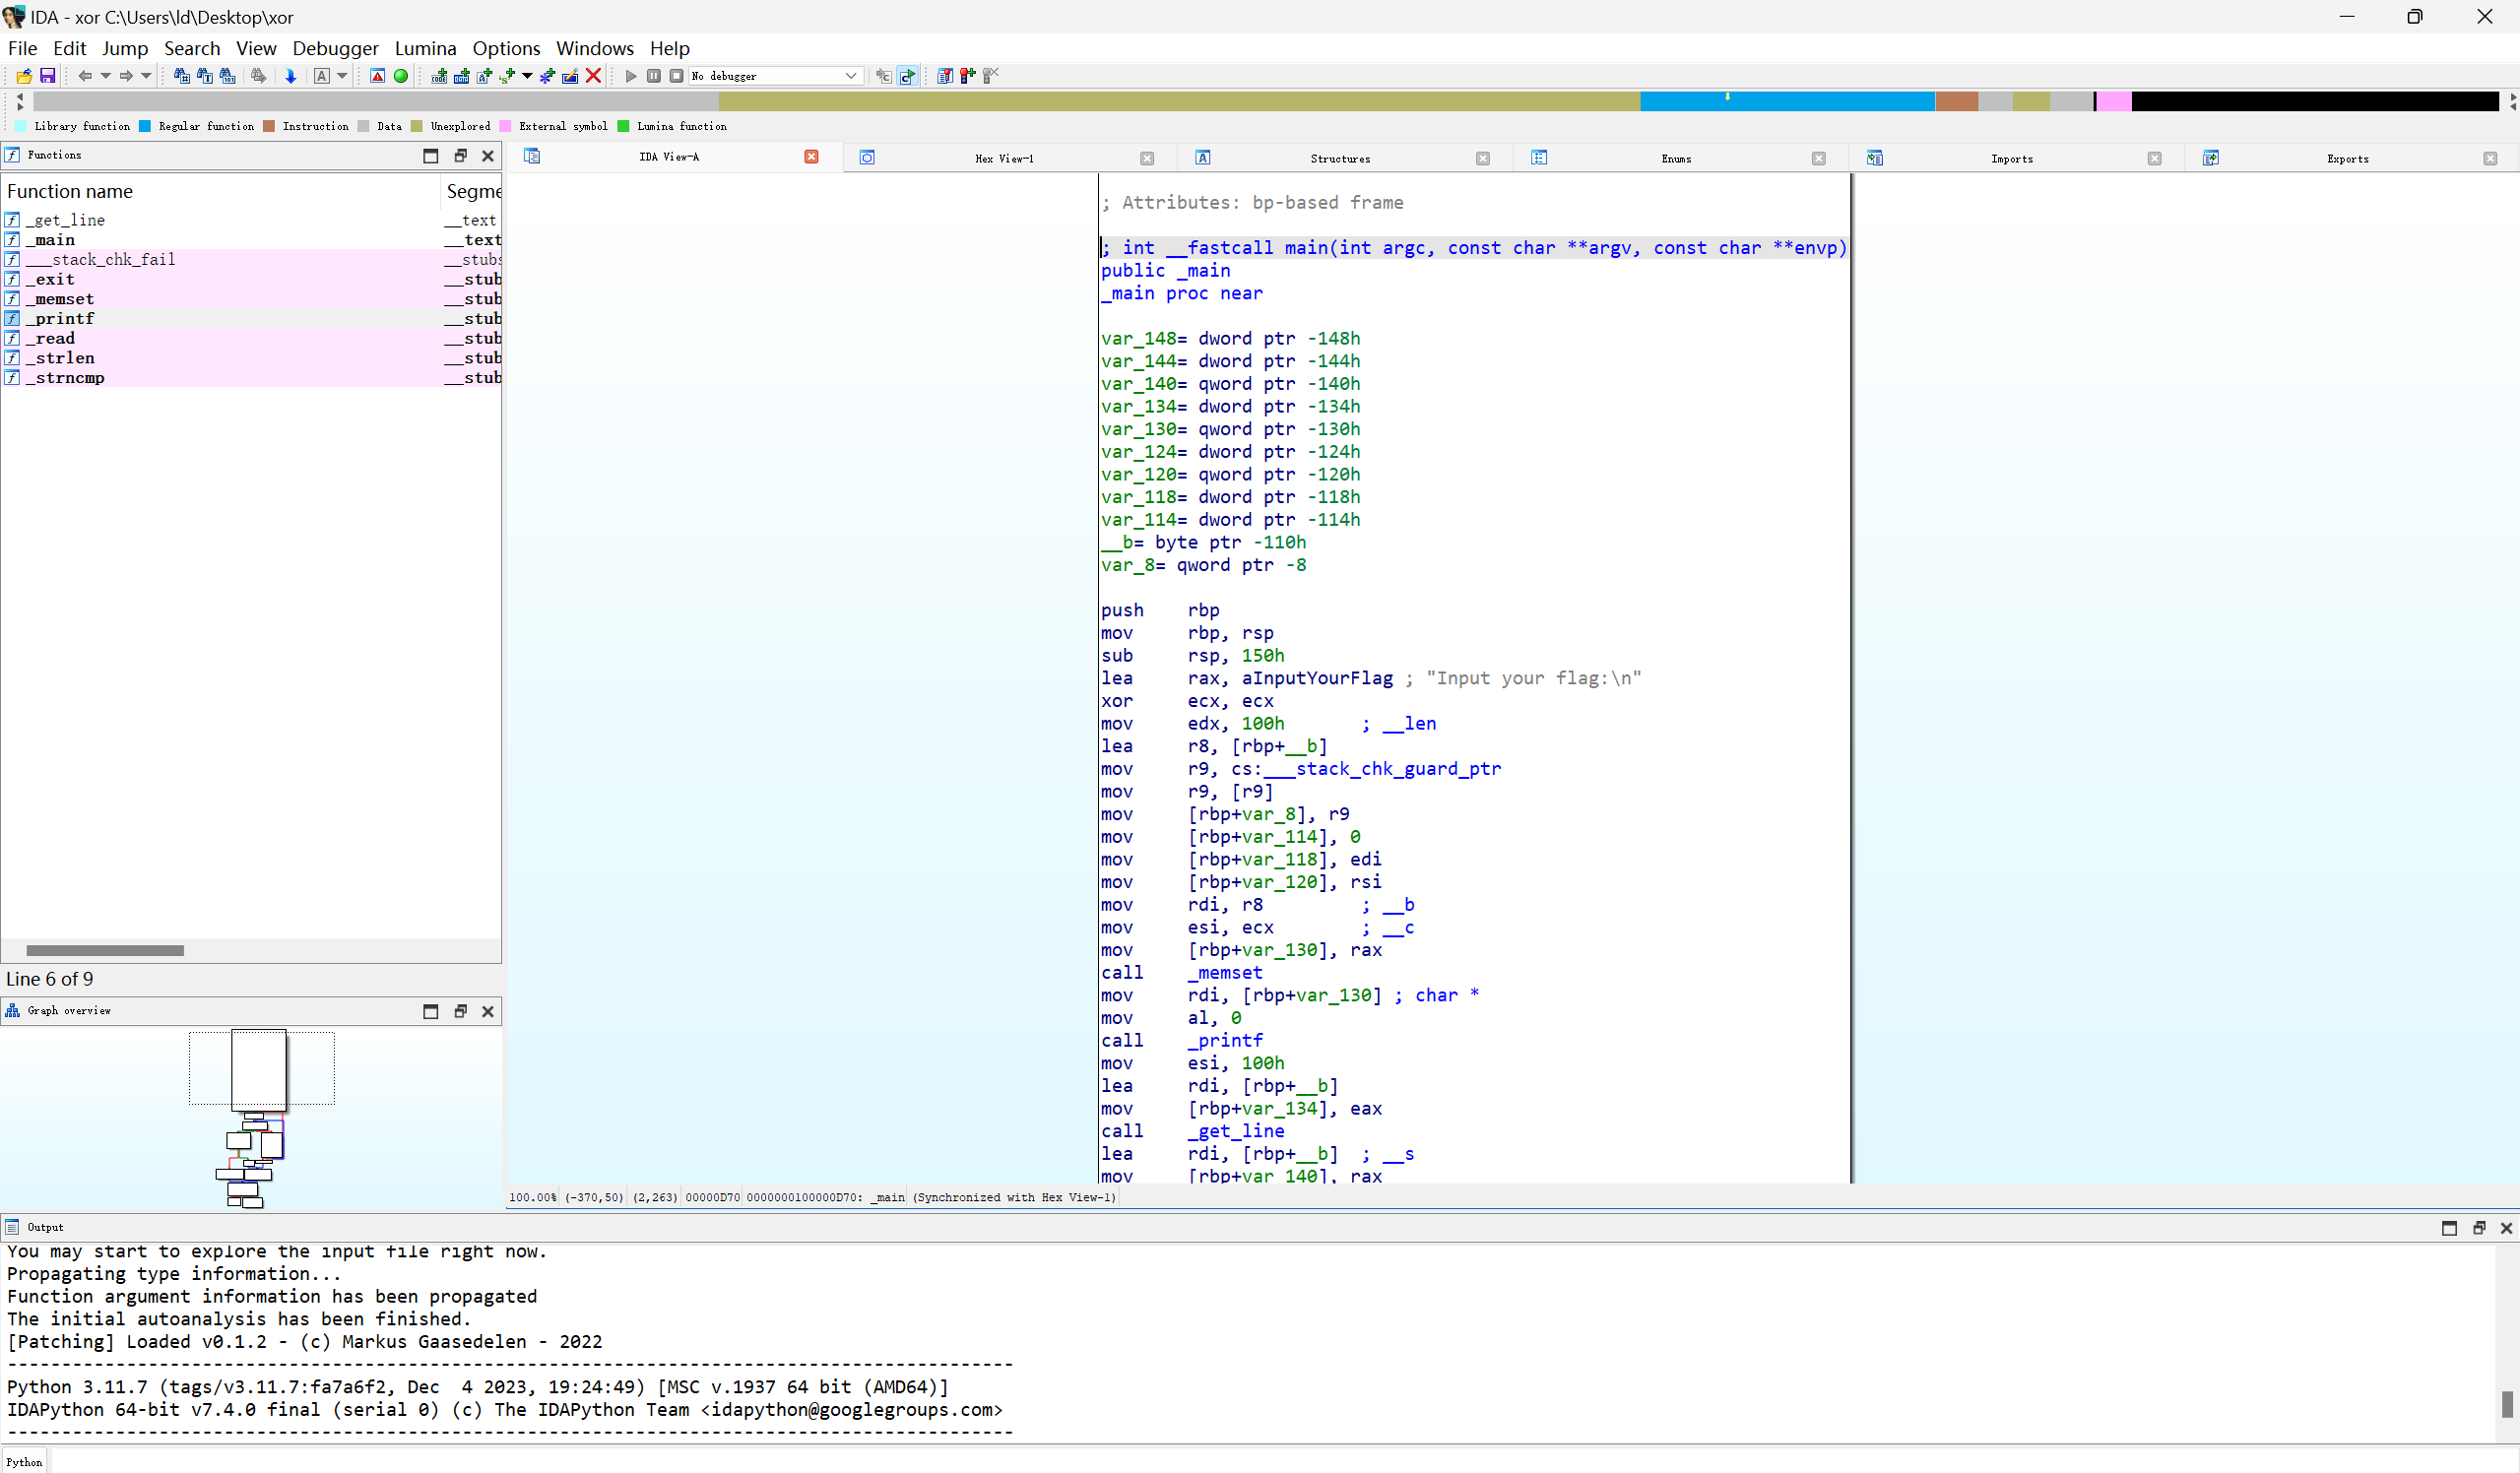 IDA - xor C:\Users\ld\Desktop\xor
File Edit Jump Search View Debugger Lumina Options Windows Help
No debugger
Library function Regular function Instruction Data Unexplored External symbol Lumina function
Functions
Function name Segme
_get_line __text
_main __text
___stack_chk_fail __stubs
_exit __stub
_memset __stub
_printf __stub
_read __stub
_strlen __stub
_strncmp __stub
Line 6 of 9
Graph overview
IDA View-A Hex View-1 Structures Enums Imports Exports
; Attributes: bp-based frame
; int __fastcall main(int argc, const char **argv, const char **envp)
public _main
_main proc near
var_148= dword ptr -148h
var_144= dword ptr -144h
var_140= qword ptr -140h
var_134= dword ptr -134h
var_130= qword ptr -130h
var_124= dword ptr -124h
var_120= qword ptr -120h
var_118= dword ptr -118h
var_114= dword ptr -114h
__b= byte ptr -110h
var_8= qword ptr -8
push rbp
mov rbp, rsp
sub rsp, 150h
lea rax, aInputYourFlag ; "Input your flag:\n"
xor ecx, ecx
mov edx, 100h ; __len
lea r8, [rbp+__b]
mov r9, cs:___stack_chk_guard_ptr
mov r9, [r9]
mov [rbp+var_8], r9
mov [rbp+var_114], 0
mov [rbp+var_118], edi
mov [rbp+var_120], rsi
mov rdi, r8 ; __b
mov esi, ecx ; __c
mov [rbp+var_130], rax
call _memset
mov rdi, [rbp+var_130] ; char *
mov al, 0
call _printf
mov esi, 100h
lea rdi, [rbp+__b]
mov [rbp+var_134], eax
call _get_line
lea rdi, [rbp+__b] ; __s
mov [rbp+var_140], rax
100.00% (-370,50) (2,263) 00000D70 0000000100000D70: _main (Synchronized with Hex View-1)
Output
You may start to explore the input file right now.
Propagating type information...
Function argument information has been propagated
The initial autoanalysis has been finished.
[Patching] Loaded v0.1.2 - (c) Markus Gaasedelen - 2022
---------------------------------------------------------------------------------------------
Python 3.11.7 (tags/v3.11.7:fa7a6f2, Dec  4 2023, 19:24:49) [MSC v.1937 64 bit (AMD64)]
IDAPython 64-bit v7.4.0 final (serial 0) (c) The IDAPython Team <idapython@googlegroups.com>
---------------------------------------------------------------------------------------------
Python